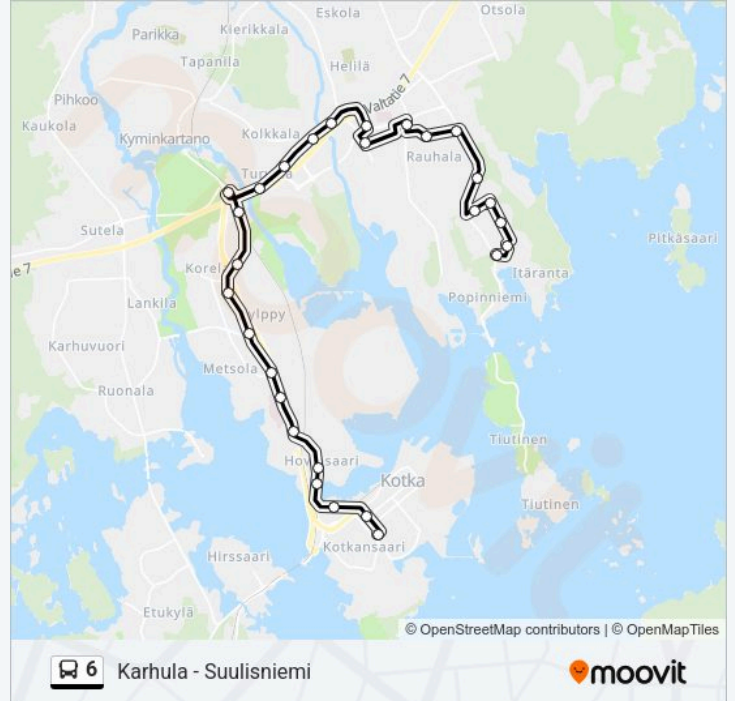 Eskola
Otsola
Parikka
Kierikkala
Tapanila
Helilä
Pihkoo
Valtatie 7
Kaukola
Kyminkartano
Kolkkala
Rauhala
Sutela
Pitkäsaari
Itäranta
Popinniemi
Lankila
Karhuvuori
Metsola
Ruonala
Tiutinen
Kotka
Tiutinen
Kotkansaari
Hirssaari
Etukylä
© OpenStreetMap contributors | © OpenMapTiles
6 Karhula - Suulisniemi moovit